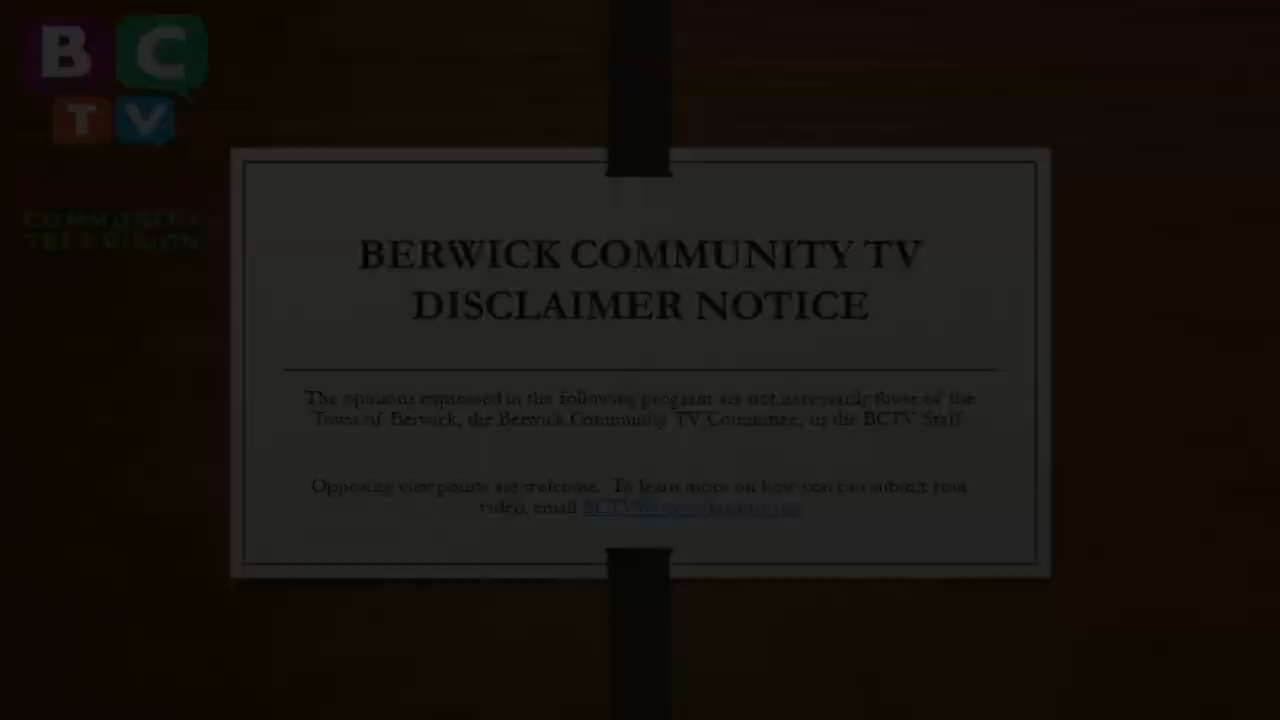 B C
T V
COMMUNITY
TELEVISION
BERWICK COMMUNITY TV
DISCLAIMER NOTICE
The opinions expressed in the following program are not necessarily those of the
Town of Berwick, the Berwick Community TV Committee, or the BCTV Staff.
Opposing viewpoints are welcome. To learn more on how you can submit your
video, email